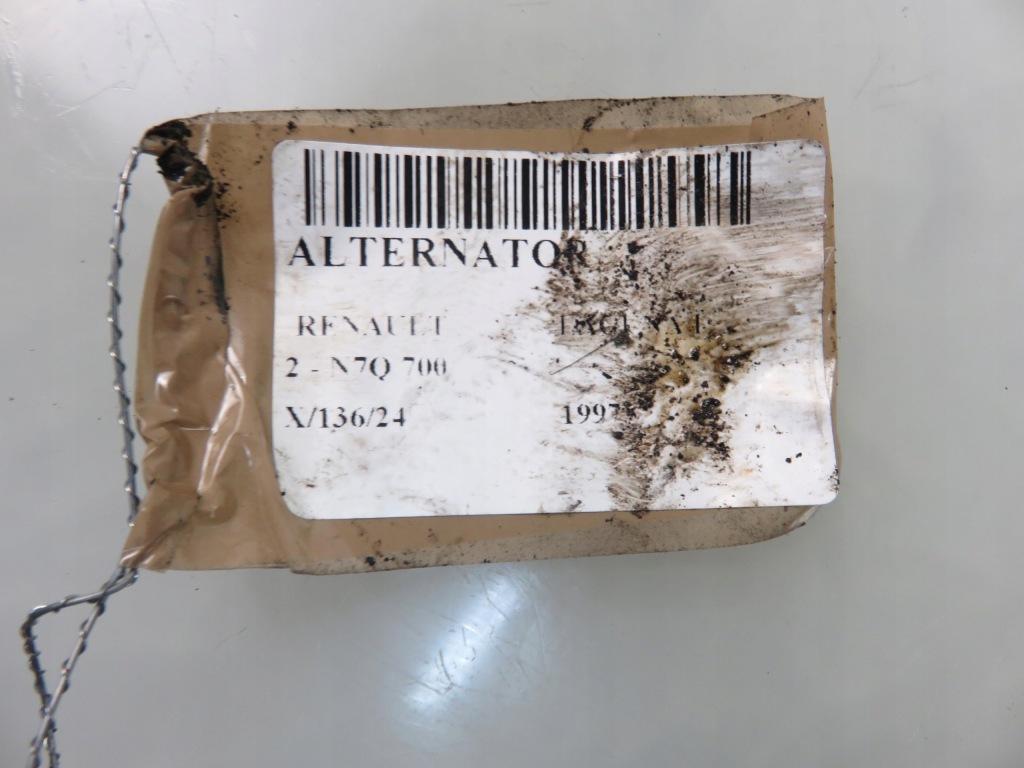 ALTERNATOR
RENAULT
2 - N7Q 700
X/136/24 1997